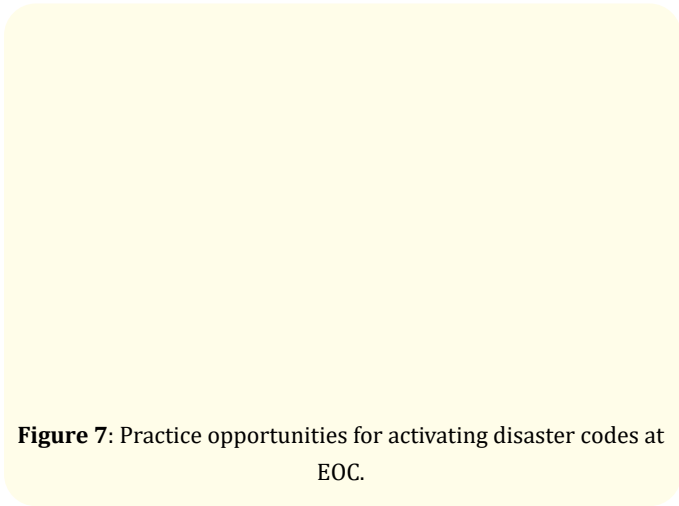 Figure 7: Practice opportunities for activating disaster codes at
EOC.